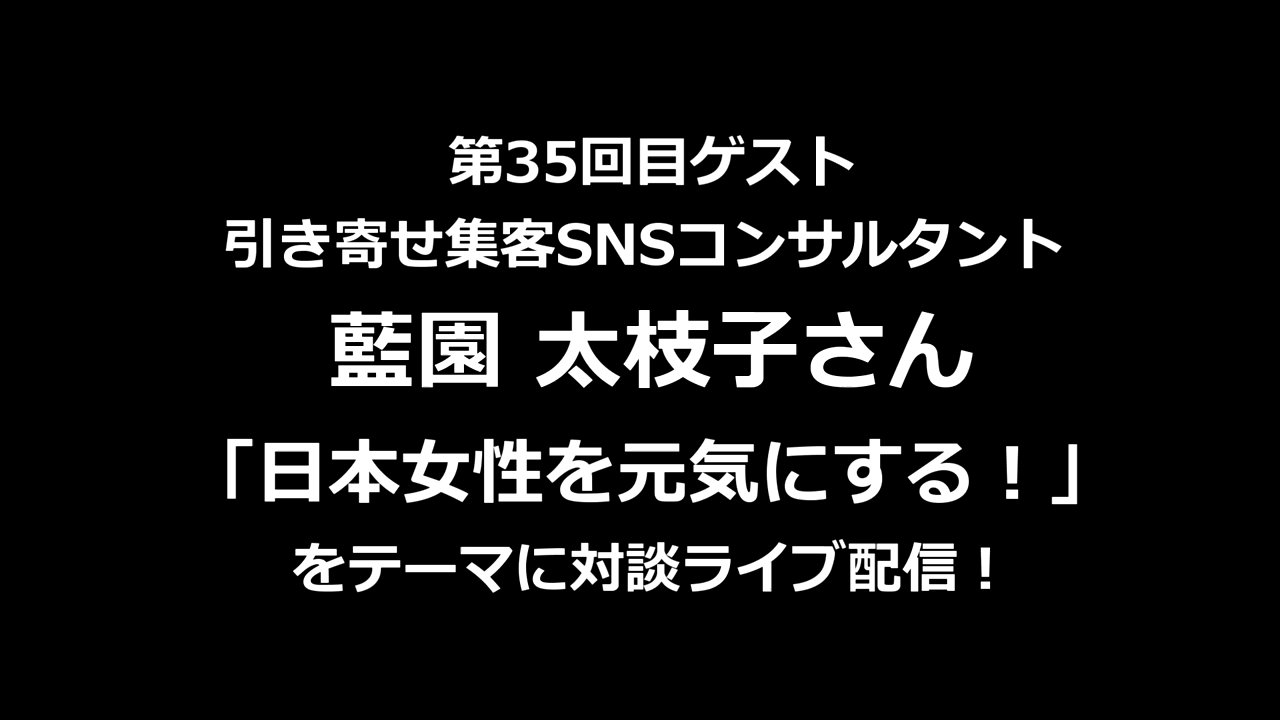 第35回目ゲスト
引き寄せ集客SNSコンサルタント
藍園 太枝子さん
「日本女性を元気にする！」
をテーマに対談ライブ配信！